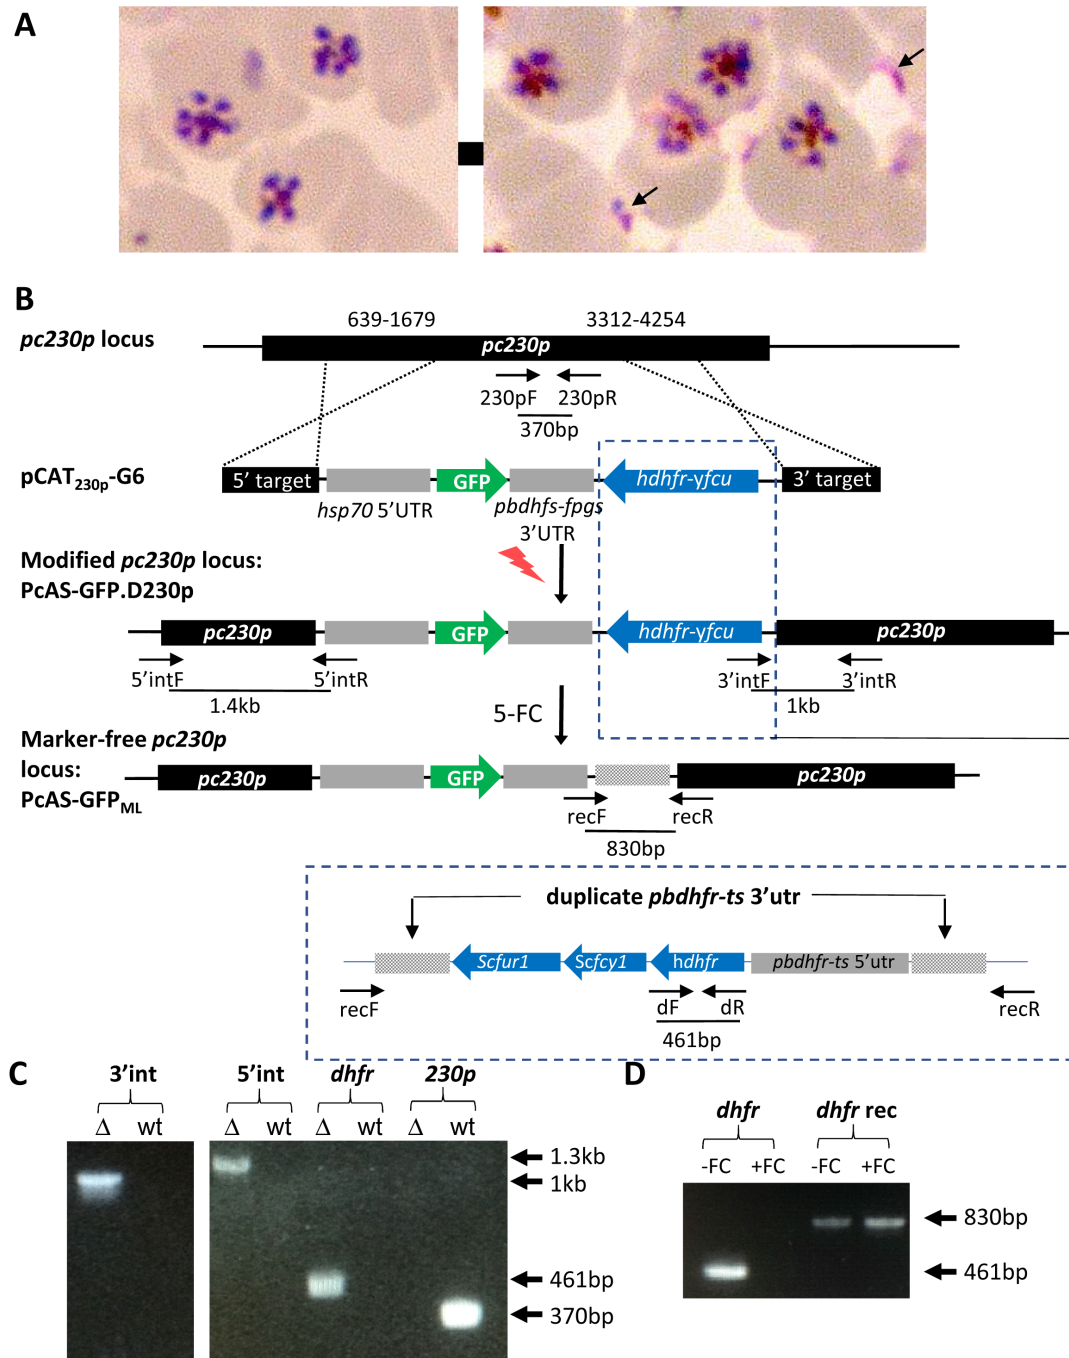 A
B
639-1679
3312-4254
pc230p locus
pc230p
230pF
230pR
370bp
pCAT230p-G6
5’ target
GFP
hdhfr-yfcu
3’ target
hsp70 5’UTR
pbdhfs-fpgs
3’UTR
Modified pc230p locus:
PcAS-GFP.D230p
pc230p
GFP
hdhfr-yfcu
pc230p
5’intF
5’intR
3’intF
3’intR
1.4kb
1kb
5-FC
Marker-free pc230p
locus:
PcAS-GFPML
pc230p
GFP
pc230p
recF
recR
830bp
duplicate pbdhfr-ts 3’utr
Scfur1
Scfcy1
hdhfr
pbdhfr-ts 5’utr
recF
dF
dR
recR
461bp
C
3’int
5’int
dhfr
230p
Δ
wt
Δ
wt
Δ
wt
Δ
wt
1.3kb
1kb
461bp
370bp
D
dhfr
dhfr rec
-FC
+FC
-FC
+FC
830bp
461bp